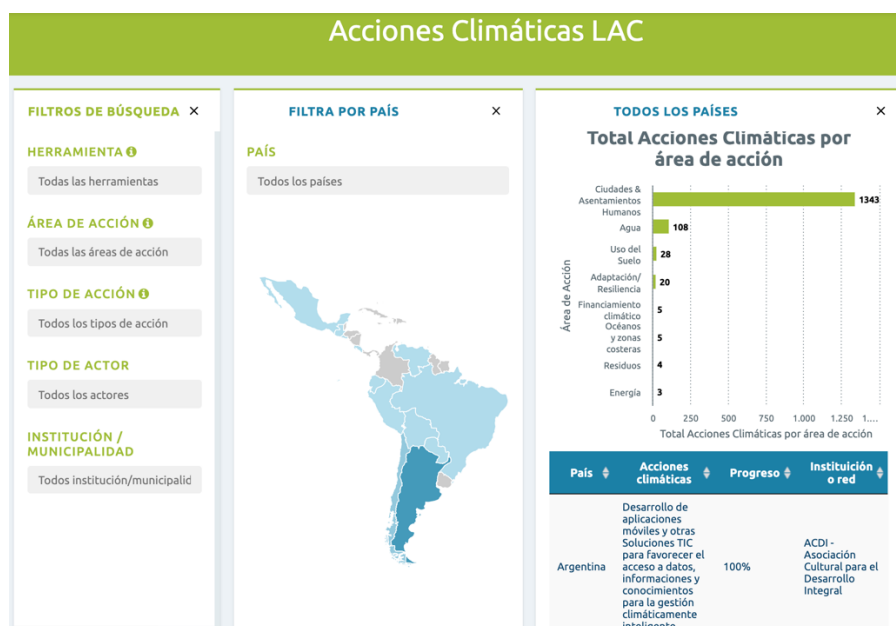 Acciones Climáticas LAC
FILTROS DE BÚSQUEDA ×
HERRAMIENTA
Todas las herramientas
ÁREA DE ACCIÓN
Todas las áreas de acción
TIPO DE ACCIÓN
Todos los tipos de acción
TIPO DE ACTOR
Todos los actores
INSTITUCIÓN /
MUNICIPALIDAD
Todos institución/municipalid
FILTRA POR PAÍS ×
PAÍS
Todos los países
TODOS LOS PAÍSES ×
Total Acciones Climáticas por
área de acción
Área de Acción
Ciudades &
Asentamientos
Humanos
1343
Agua
108
Uso del
Suelo
28
Adaptación/
Resiliencia
20
Financiamiento
climático
5
Océanos
y zonas
costeras
5
Residuos
4
Energía
3
0 250 500 750 1.000 1.250 1....
Total Acciones Climáticas por área de acción
País
Acciones
climáticas
Progreso
Instituición
o red
Argentina
Desarrollo de
aplicaciones
móviles y otras
Soluciones TIC
para favorecer el
acceso a datos,
informaciones y
conocimientos
para la gestión
climáticamente
inteligente
100%
ACDI -
Asociación
Cultural para el
Desarrollo
Integral